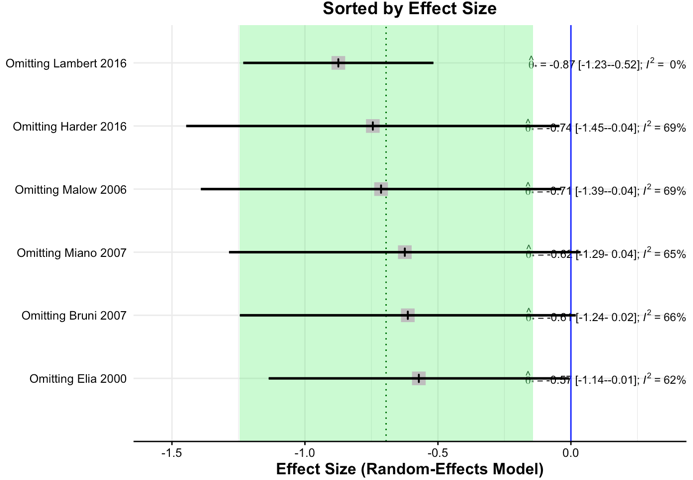 Sorted by Effect Size
Omitting Lambert 2016 θ̂* = -0.87 [-1.23--0.52]; I² = 0%
Omitting Harder 2016 θ̂* = -0.74 [-1.45--0.04]; I² = 69%
Omitting Malow 2006 θ̂* = -0.71 [-1.39--0.04]; I² = 69%
Omitting Miano 2007 θ̂* = -0.62 [-1.29- 0.04]; I² = 65%
Omitting Bruni 2007 θ̂* = -0.61 [-1.24- 0.02]; I² = 66%
Omitting Elia 2000 θ̂* = -0.57 [-1.14--0.01]; I² = 62%
-1.5 -1.0 -0.5 0.0
Effect Size (Random-Effects Model)